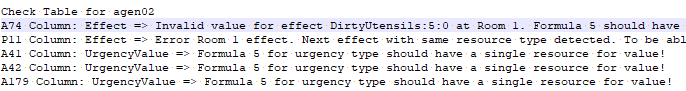 Check Table for agen02
A74 Column: Effect => Invalid value for effect DirtyUtensils:5:0 at Room 1. Formula 5 should have
P11 Column: Effect => Error Room 1 effect. Next effect with same resource type detected. To be abl
A41 Column: UrgencyValue => Formula 5 for urgency type should have a single resource for value!
A42 Column: UrgencyValue => Formula 5 for urgency type should have a single resource for value!
A179 Column: UrgencyValue => Formula 5 for urgency type should have a single resource for value!